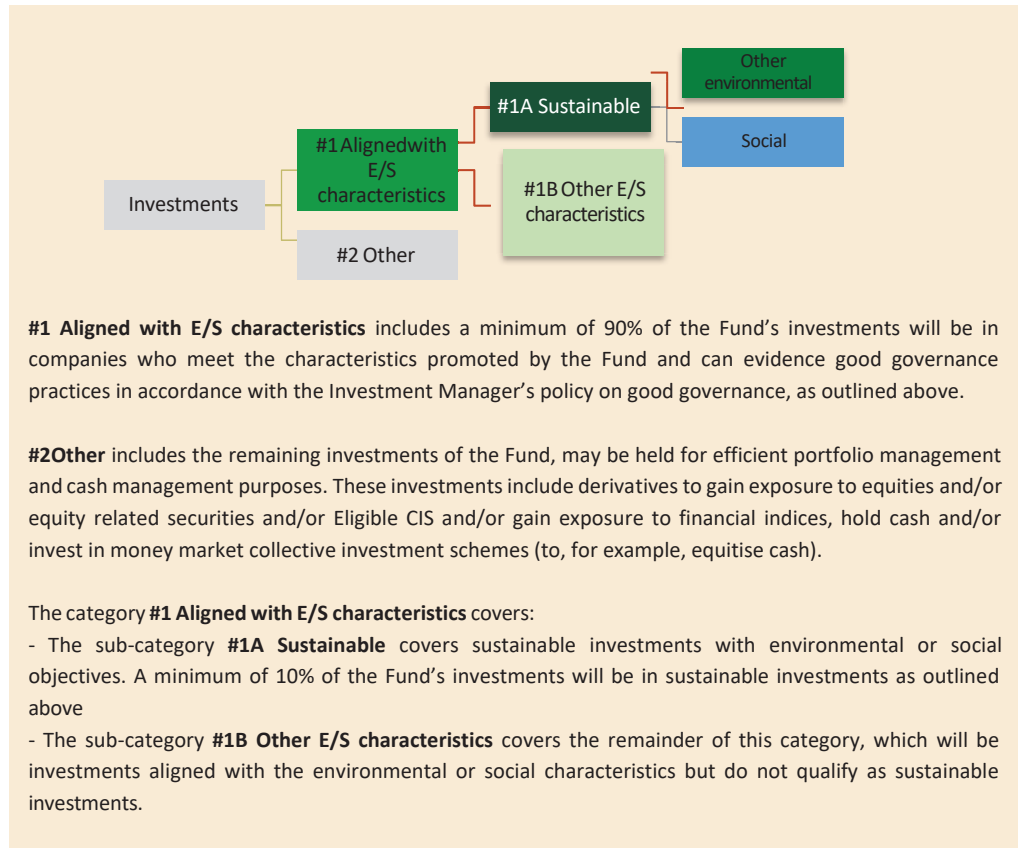 Other
environmental
#1A Sustainable
Social
#1 Alignedwith
E/S
characteristics
#1B Other E/S
characteristics
Investments
#2 Other
#1 Aligned with E/S characteristics includes a minimum of 90% of the Fund’s investments will be in
companies who meet the characteristics promoted by the Fund and can evidence good governance
practices in accordance with the Investment Manager’s policy on good governance, as outlined above.
#2Other includes the remaining investments of the Fund, may be held for efficient portfolio management
and cash management purposes. These investments include derivatives to gain exposure to equities and/or
equity related securities and/or Eligible CIS and/or gain exposure to financial indices, hold cash and/or
invest in money market collective investment schemes (to, for example, equitise cash).
The category #1 Aligned with E/S characteristics covers:
- The sub-category #1A Sustainable covers sustainable investments with environmental or social
objectives. A minimum of 10% of the Fund’s investments will be in sustainable investments as outlined
above
- The sub-category #1B Other E/S characteristics covers the remainder of this category, which will be
investments aligned with the environmental or social characteristics but do not qualify as sustainable
investments.